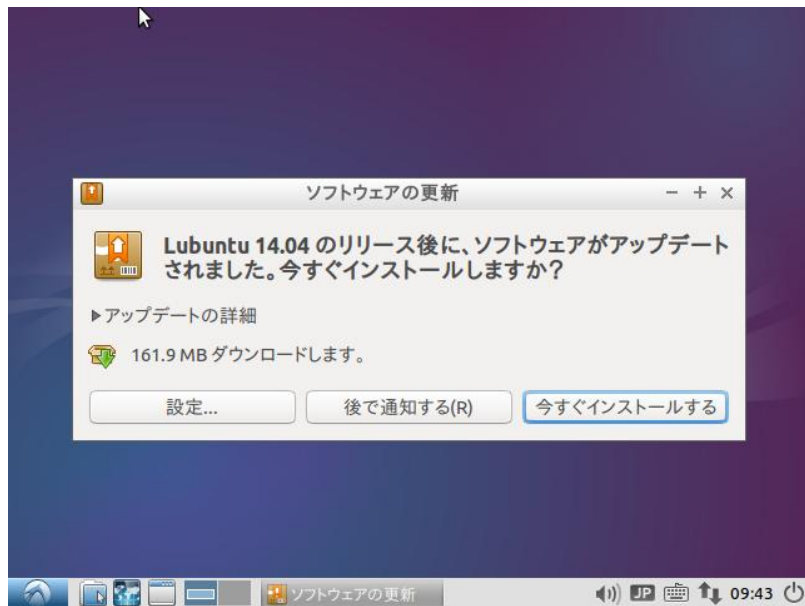 ソフトウェアの更新
Lubuntu 14.04 のリリース後に、ソフトウェアがアップデート
されました。今すぐインストールしますか?
アップデートの詳細
161.9 MB ダウンロードします。
設定...
後で通知する(R)
今すぐインストールする
ソフトウェアの更新
JP
09:43